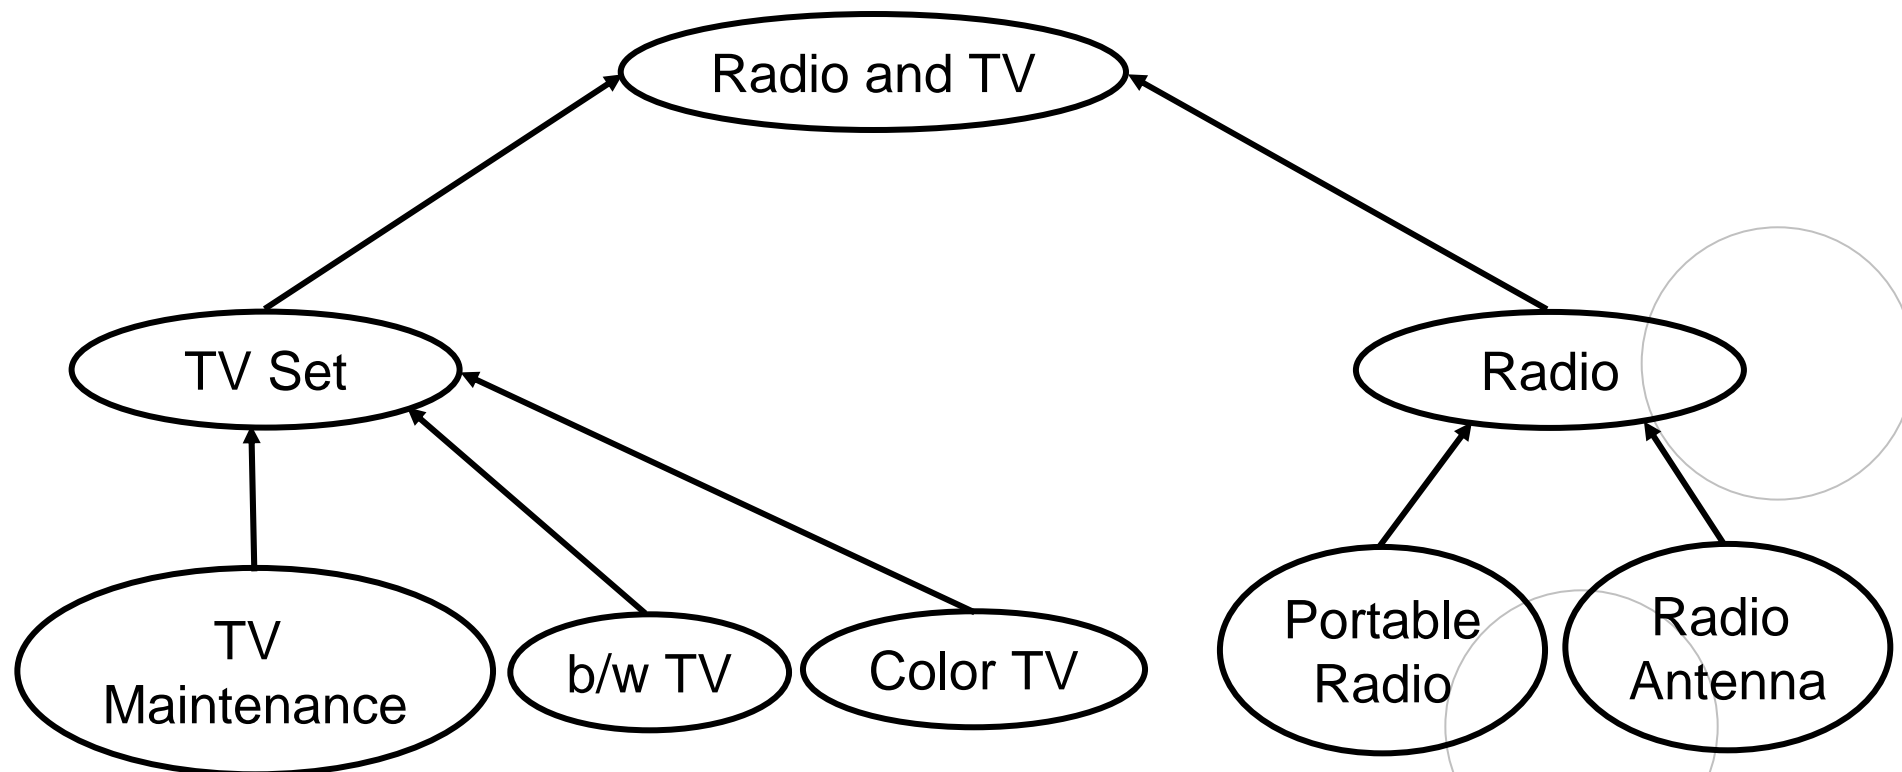 Radio and TV
TV Set
Radio
TV
Maintenance
b/w TV
Color TV
Portable
Radio
Radio
Antenna